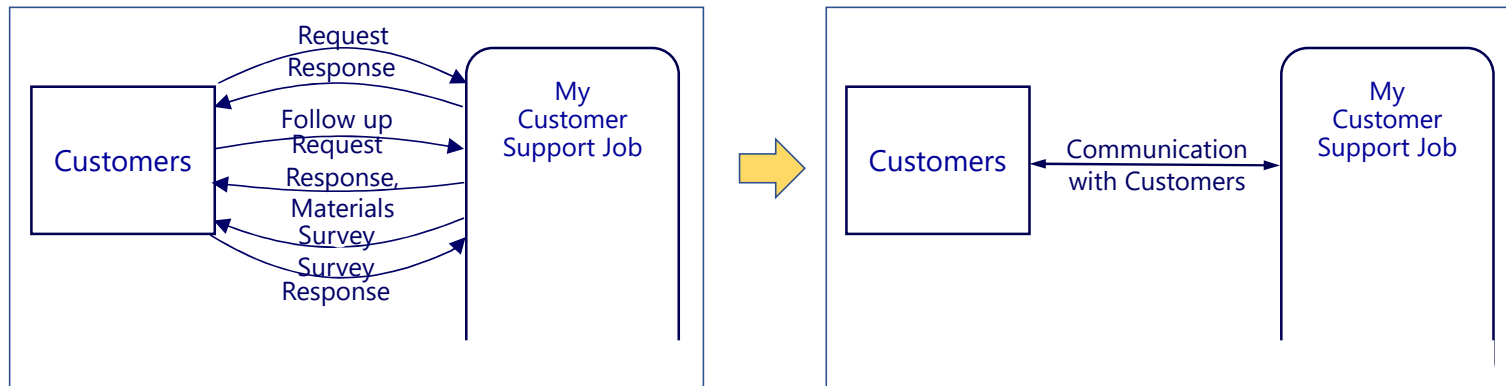 Request
Response
Follow up
Request
Response,
Materials
Survey
Survey
Response
Customers
My
Customer
Support Job
Customers
Communication
with Customers
My
Customer
Support Job